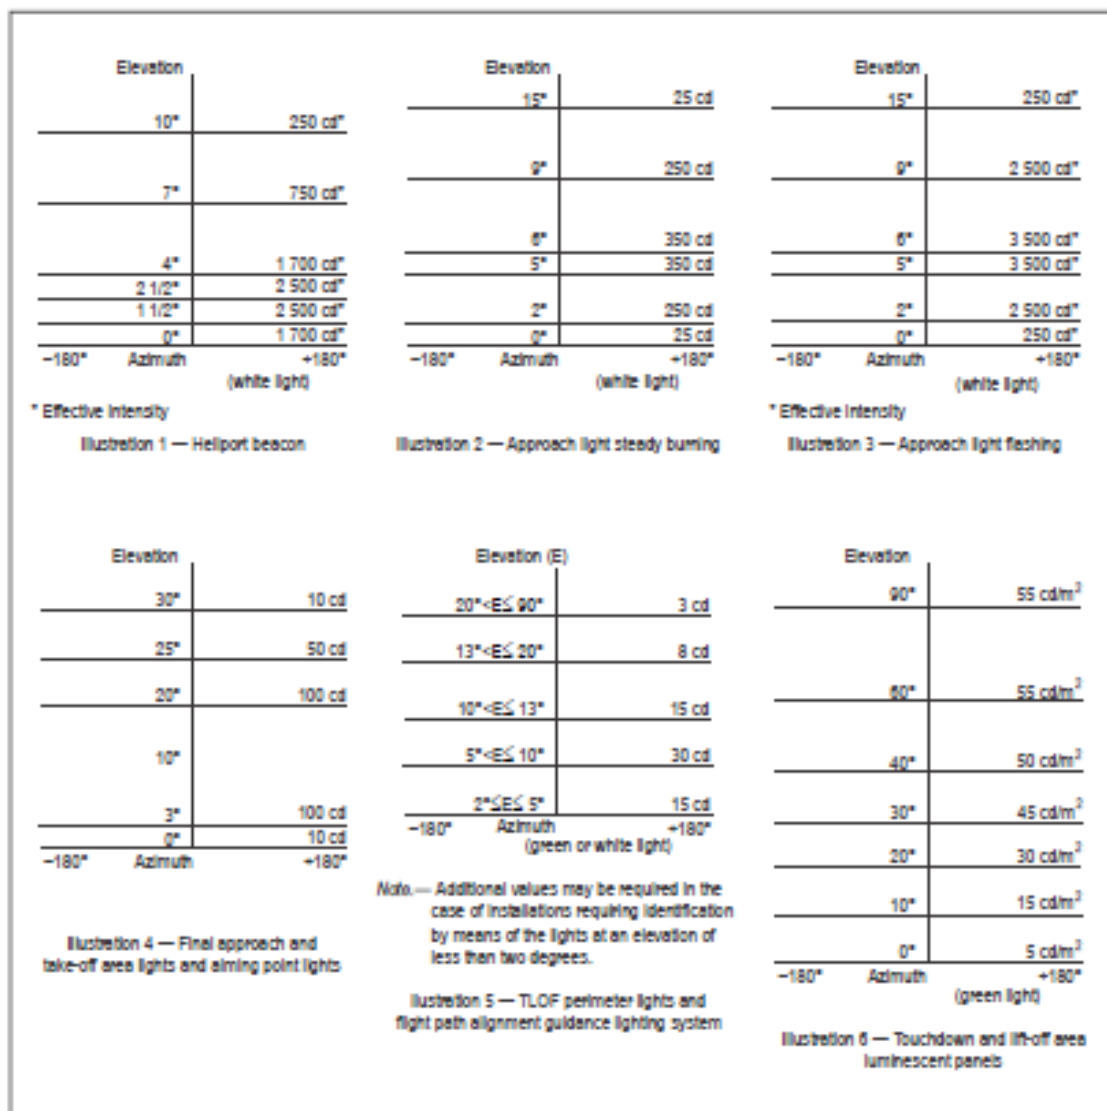 Elevation
10° 250 cd*
7° 750 cd*
4° 1 700 cd*
2 1/2° 2 500 cd*
1 1/2° 2 500 cd*
0° 1 700 cd*
−180° Azimuth +180°
(white light)
* Effective Intensity
Illustration 1 — Heliport beacon
Elevation
15° 25 cd
9° 250 cd
6° 350 cd
5° 350 cd
2° 250 cd
0° 25 cd
−180° Azimuth +180°
(white light)
Illustration 2 — Approach light steady burning
Elevation
15° 250 cd*
9° 2 500 cd*
6° 3 500 cd*
5° 3 500 cd*
2° 2 500 cd*
0° 250 cd*
−180° Azimuth +180°
(white light)
* Effective Intensity
Illustration 3 — Approach light flashing
Elevation
30° 10 cd
25° 50 cd
20° 100 cd
10°
3° 100 cd
0° 10 cd
−180° Azimuth +180°
Illustration 4 — Final approach and
take-off area lights and aiming point lights
Elevation (E)
20°<E≤ 90° 3 cd
13°<E≤ 20° 8 cd
10°<E≤ 13° 15 cd
5°<E≤ 10° 30 cd
2°≤E≤ 5° 15 cd
−180° Azimuth +180°
(green or white light)
Note.— Additional values may be required in the
case of installations requiring identification
by means of the lights at an elevation of
less than two degrees.
Illustration 5 — TLOF perimeter lights and
flight path alignment guidance lighting system
Elevation
90° 55 cd/m²
60° 55 cd/m²
40° 50 cd/m²
30° 45 cd/m²
20° 30 cd/m²
10° 15 cd/m²
0° 5 cd/m²
−180° Azimuth +180°
(green light)
Illustration 6 — Touchdown and lift-off area
luminescent panels